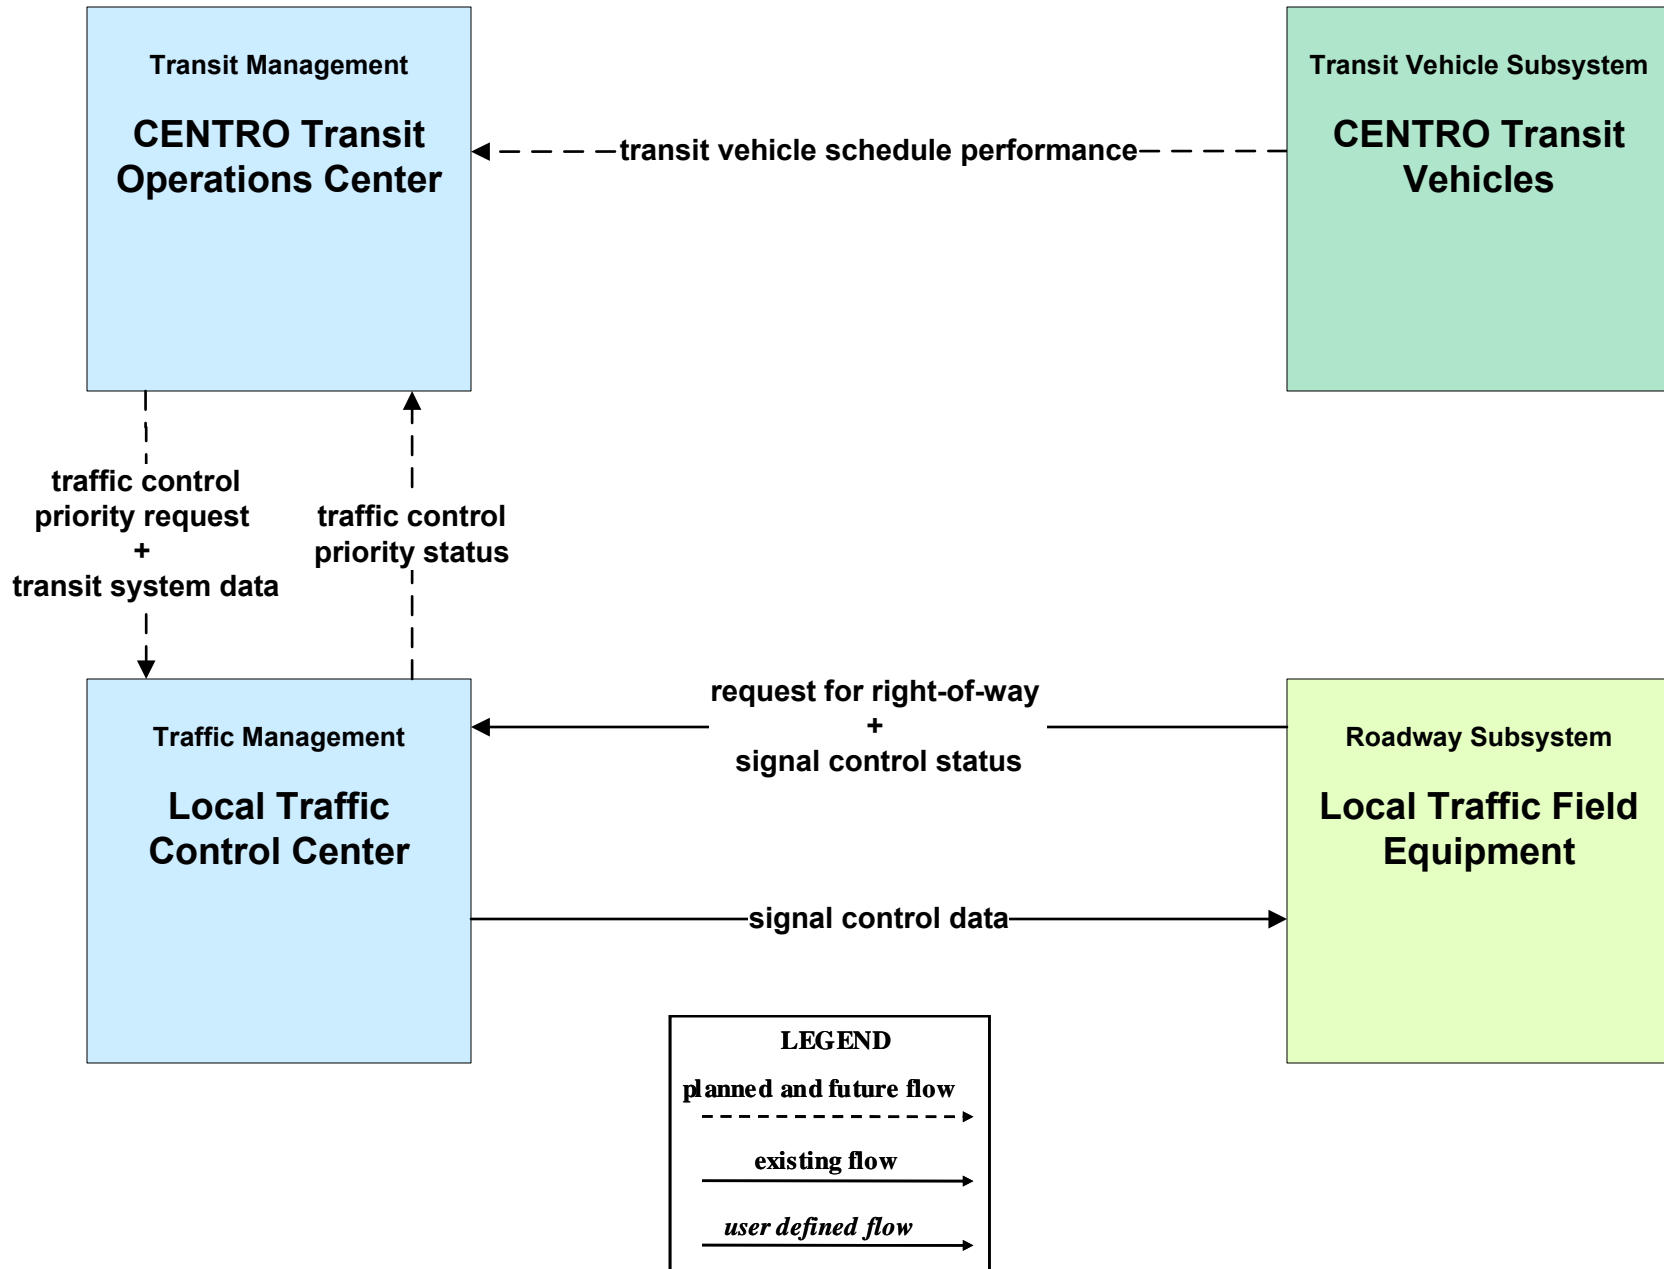 Transit Management
CENTRO Transit
Operations Center
Transit Vehicle Subsystem
CENTRO Transit
Vehicles
transit vehicle schedule performance
traffic control
priority request
+
transit system data
traffic control
priority status
Traffic Management
Local Traffic
Control Center
request for right-of-way
+
signal control status
Roadway Subsystem
Local Traffic Field
Equipment
signal control data
LEGEND
planned and future flow
existing flow
user defined flow